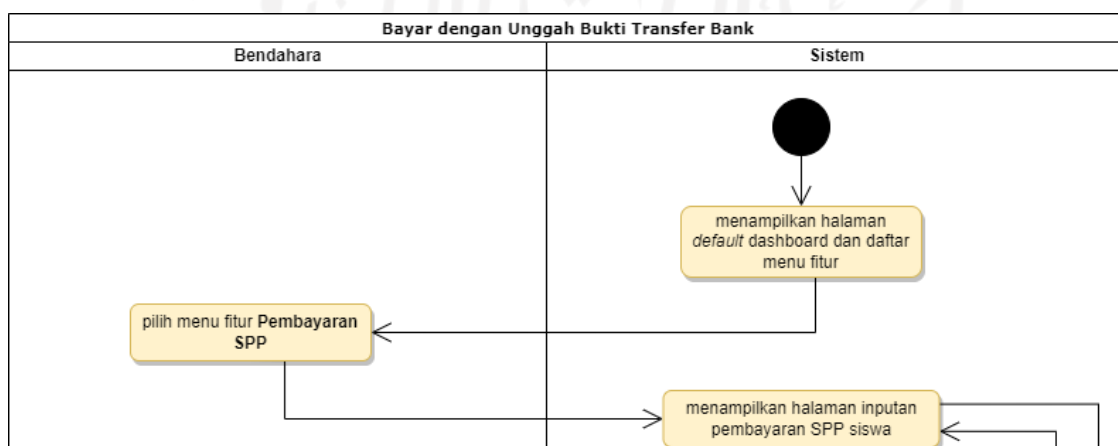 Bayar dengan Unggah Bukti Transfer Bank
Bendahara
Sistem
menampilkan halaman
default dashboard dan daftar
menu fitur
pilih menu fitur Pembayaran
SPP
menampilkan halaman inputan
pembayaran SPP siswa